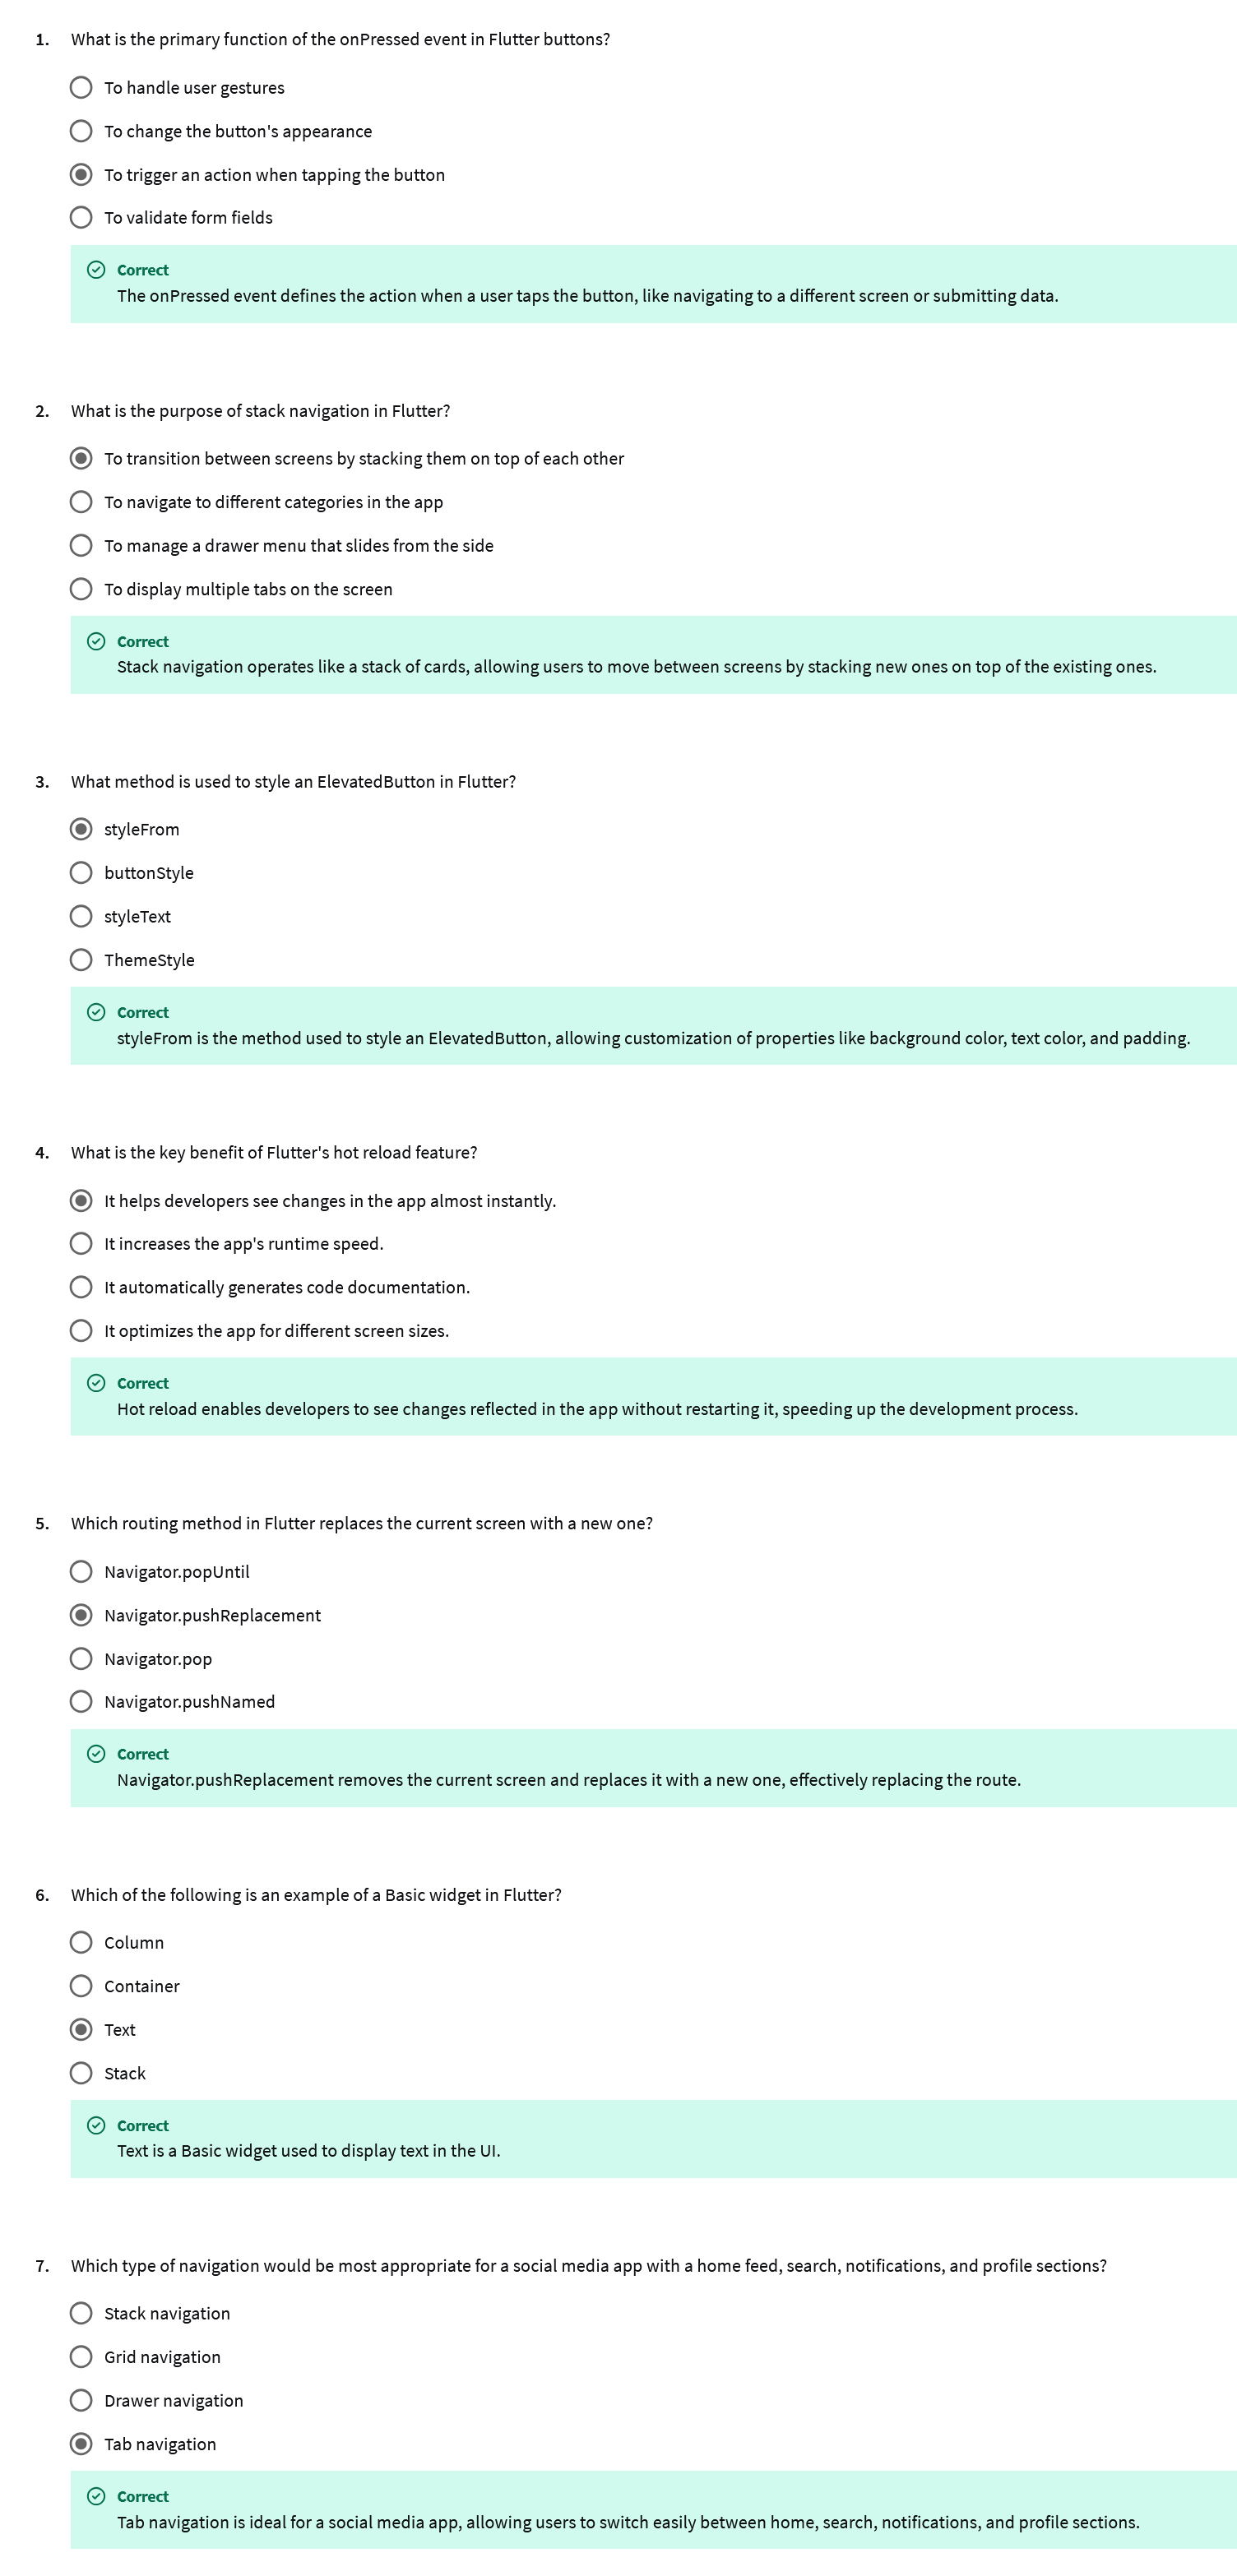 1. What is the primary function of the onPressed event in Flutter buttons?
To handle user gestures
To change the button's appearance
To trigger an action when tapping the button
To validate form fields
Correct
The onPressed event defines the action when a user taps the button, like navigating to a different screen or submitting data.
2. What is the purpose of stack navigation in Flutter?
To transition between screens by stacking them on top of each other
To navigate to different categories in the app
To manage a drawer menu that slides from the side
To display multiple tabs on the screen
Correct
Stack navigation operates like a stack of cards, allowing users to move between screens by stacking new ones on top of the existing ones.
3. What method is used to style an ElevatedButton in Flutter?
styleFrom
buttonStyle
styleText
ThemeStyle
Correct
styleFrom is the method used to style an ElevatedButton, allowing customization of properties like background color, text color, and padding.
4. What is the key benefit of Flutter's hot reload feature?
It helps developers see changes in the app almost instantly.
It increases the app's runtime speed.
It automatically generates code documentation.
It optimizes the app for different screen sizes.
Correct
Hot reload enables developers to see changes reflected in the app without restarting it, speeding up the development process.
5. Which routing method in Flutter replaces the current screen with a new one?
Navigator.popUntil
Navigator.pushReplacement
Navigator.pop
Navigator.pushNamed
Correct
Navigator.pushReplacement removes the current screen and replaces it with a new one, effectively replacing the route.
6. Which of the following is an example of a Basic widget in Flutter?
Column
Container
Text
Stack
Correct
Text is a Basic widget used to display text in the UI.
7. Which type of navigation would be most appropriate for a social media app with a home feed, search, notifications, and profile sections?
Stack navigation
Grid navigation
Drawer navigation
Tab navigation
Correct
Tab navigation is ideal for a social media app, allowing users to switch easily between home, search, notifications, and profile sections.